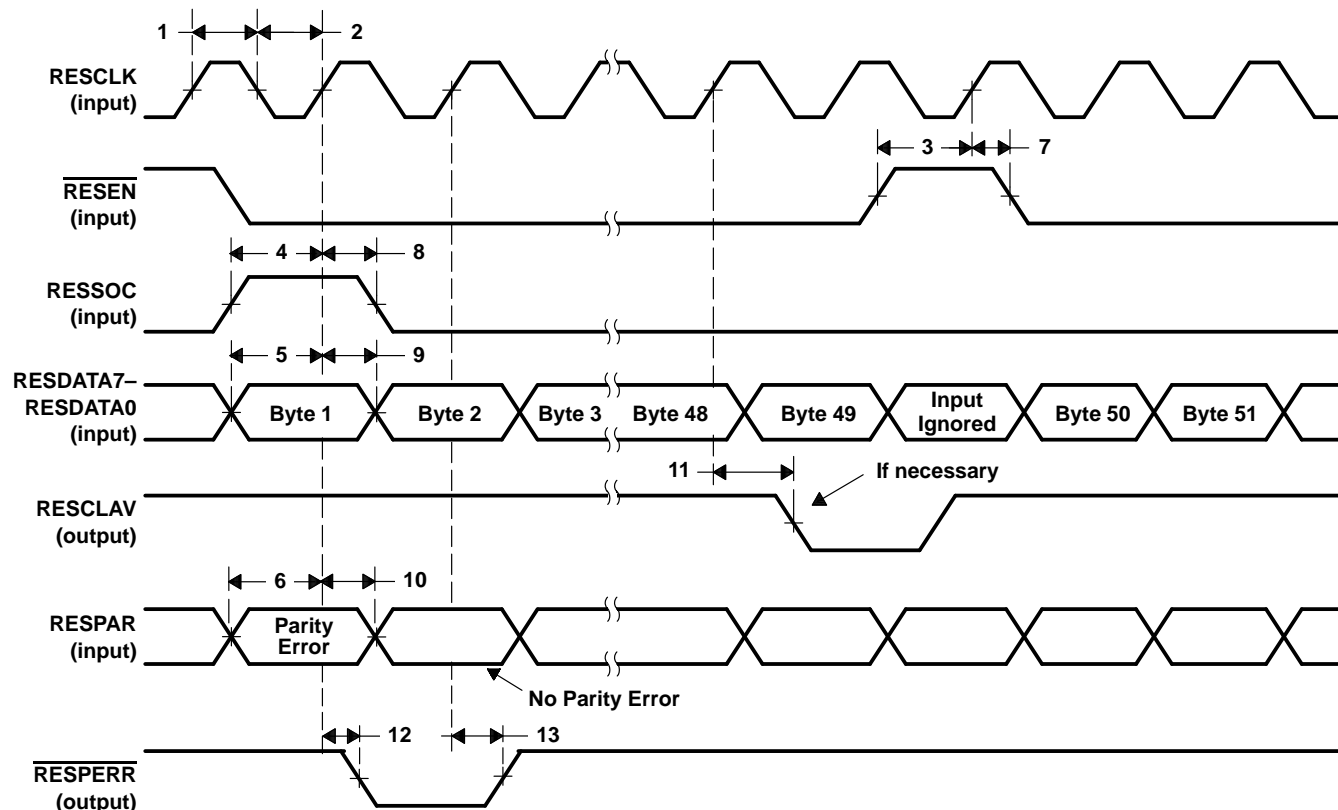 1 2
RESCLK
(input)
3 7
RESEN
(input)
4 8
RESSOC
(input)
5 9
RESDATA7–
RESDATA0
(input)
Byte 1 Byte 2 Byte 3 Byte 48 Byte 49 Input Ignored Byte 50 Byte 51
11 If necessary
RESCLAV
(output)
6 10
RESPAR
(input)
Parity
Error
No Parity Error
12 13
RESPERR
(output)